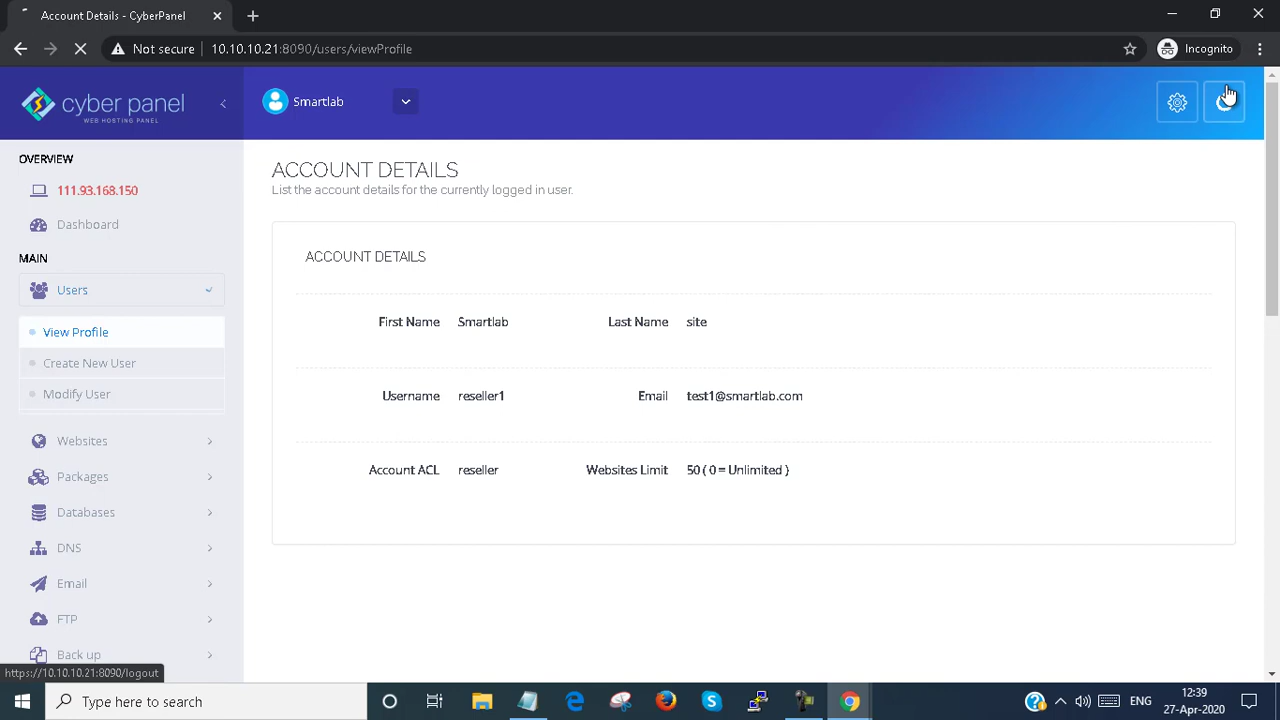 Account Details - CyberPanel
Not secure
10.10.10.21:8090/users/viewProfile
Incognito
cyber panel
WEB HOSTING PANEL
Smartlab
OVERVIEW
111.93.168.150
Dashboard
MAIN
Users
View Profile
Create New User
Modify User
Websites
Packages
Databases
DNS
Email
FTP
Back up
ACCOUNT DETAILS
List the account details for the currently logged in user.
ACCOUNT DETAILS
First Name Smartlab Last Name site
Username reseller1 Email test1@smartlab.com
Account ACL reseller Websites Limit 50 ( 0 = Unlimited )
https://10.10.10.21:8090/logout
Type here to search
ENG
12:39
27-Apr-2020